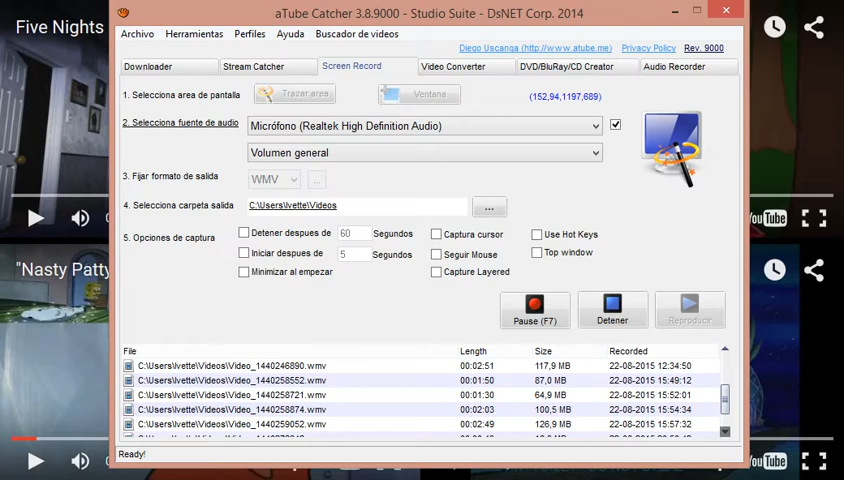 Five Nights
aTube Catcher 3.8.9000 - Studio Suite - DsNET Corp. 2014
Archivo Herramientas Perfiles Ayuda Buscador de videos
Diego Uscanga (http://www.atube.me) Privacy Policy Rev. 9000
Downloader Stream Catcher Screen Record Video Converter DVD/BluRay/CD Creator Audio Recorder
1. Selecciona area de pantalla Trazar area Ventana (152,94,1197,689)
2. Selecciona fuente de audio Micrófono (Realtek High Definition Audio)
Volumen general
3. Fijar formato de salida WMV ...
4. Selecciona carpeta salida C:\Users\Ivette\Videos ...
5. Opciones de captura Detener despues de 60 Segundos Captura cursor Use Hot Keys
Iniciar despues de 5 Segundos Seguir Mouse Top window
Minimizar al empezar Capture Layered
"Nasty Patty
Pause (F7) Detener Reproducir
File Length Size Recorded
C:\Users\Ivette\Videos\Video_1440246890.wmv 00:02:51 117,9 MB 22-08-2015 12:34:50
C:\Users\Ivette\Videos\Video_1440258552.wmv 00:01:50 87,0 MB 22-08-2015 15:49:12
C:\Users\Ivette\Videos\Video_1440258721.wmv 00:01:30 64,9 MB 22-08-2015 15:52:01
C:\Users\Ivette\Videos\Video_1440258874.wmv 00:02:03 100,5 MB 22-08-2015 15:54:34
C:\Users\Ivette\Videos\Video_1440259052.wmv 00:02:49 126,9 MB 22-08-2015 15:57:32
Ready!
YouTube
YouTube